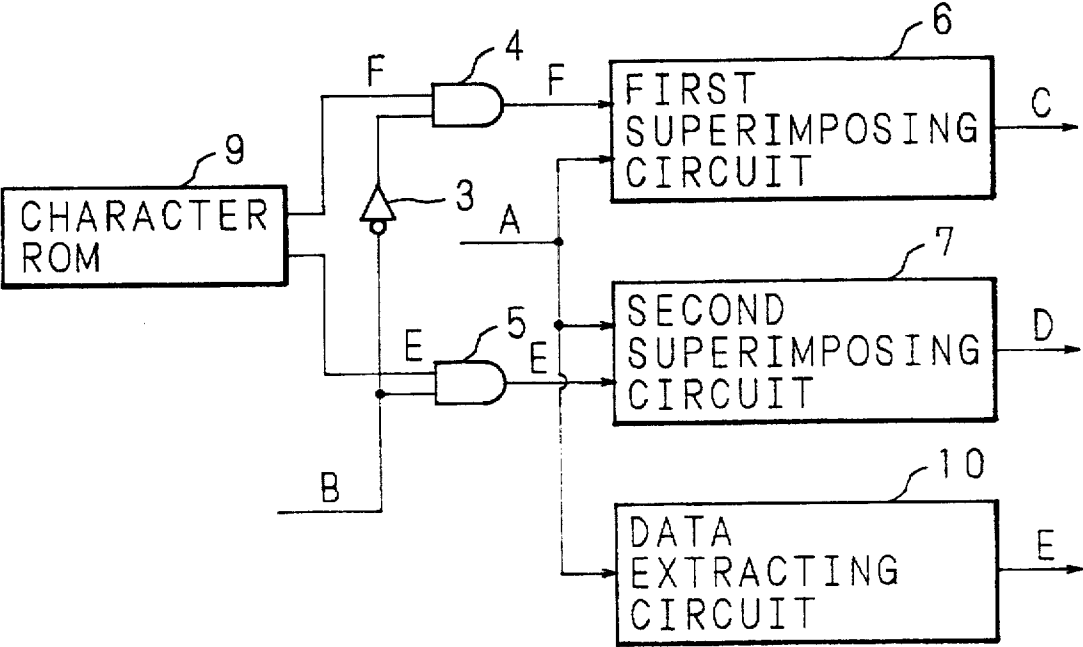 6
4
F
F
FIRST
SUPERIMPOSING
CIRCUIT
C
9
CHARACTER
ROM
3
A
7
SECOND
SUPERIMPOSING
CIRCUIT
D
5
E
E
B
10
DATA
EXTRACTING
CIRCUIT
E